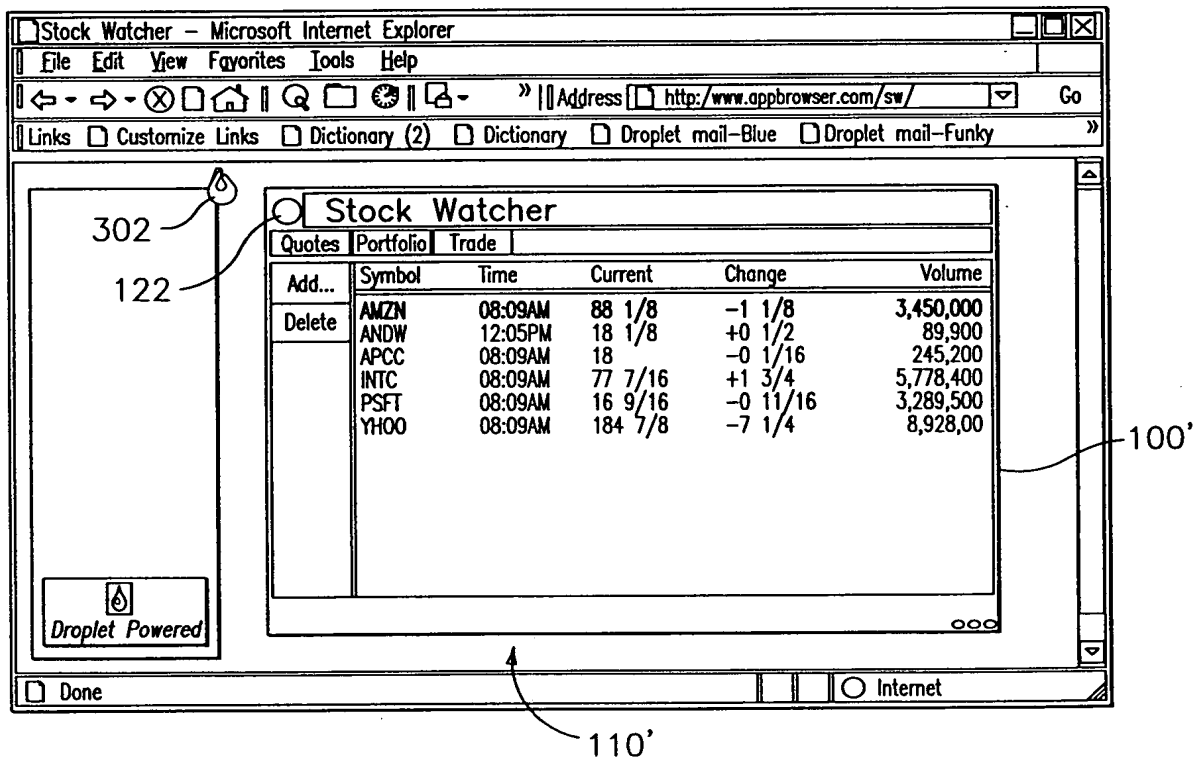 Stock Watcher – Microsoft Internet Explorer
File Edit View Favorites Tools Help
» Address http:/www.appbrowser.com/sw/ Go
Links Customize Links Dictionary (2) Dictionary Droplet mail-Blue Droplet mail-Funky »
302
122
Stock Watcher
Quotes Portfolio Trade
Add... Symbol Time Current Change Volume
Delete
AMZN 08:09AM 88 1/8 -1 1/8 3,450,000
ANDW 12:05PM 18 1/8 +0 1/2 89,900
APCC 08:09AM 18 -0 1/16 245,200
INTC 08:09AM 77 7/16 +1 3/4 5,778,400
PSFT 08:09AM 16 9/16 -0 11/16 3,289,500
YHOO 08:09AM 184 7/8 -7 1/4 8,928,00
100'
Droplet Powered
Done Internet
110'